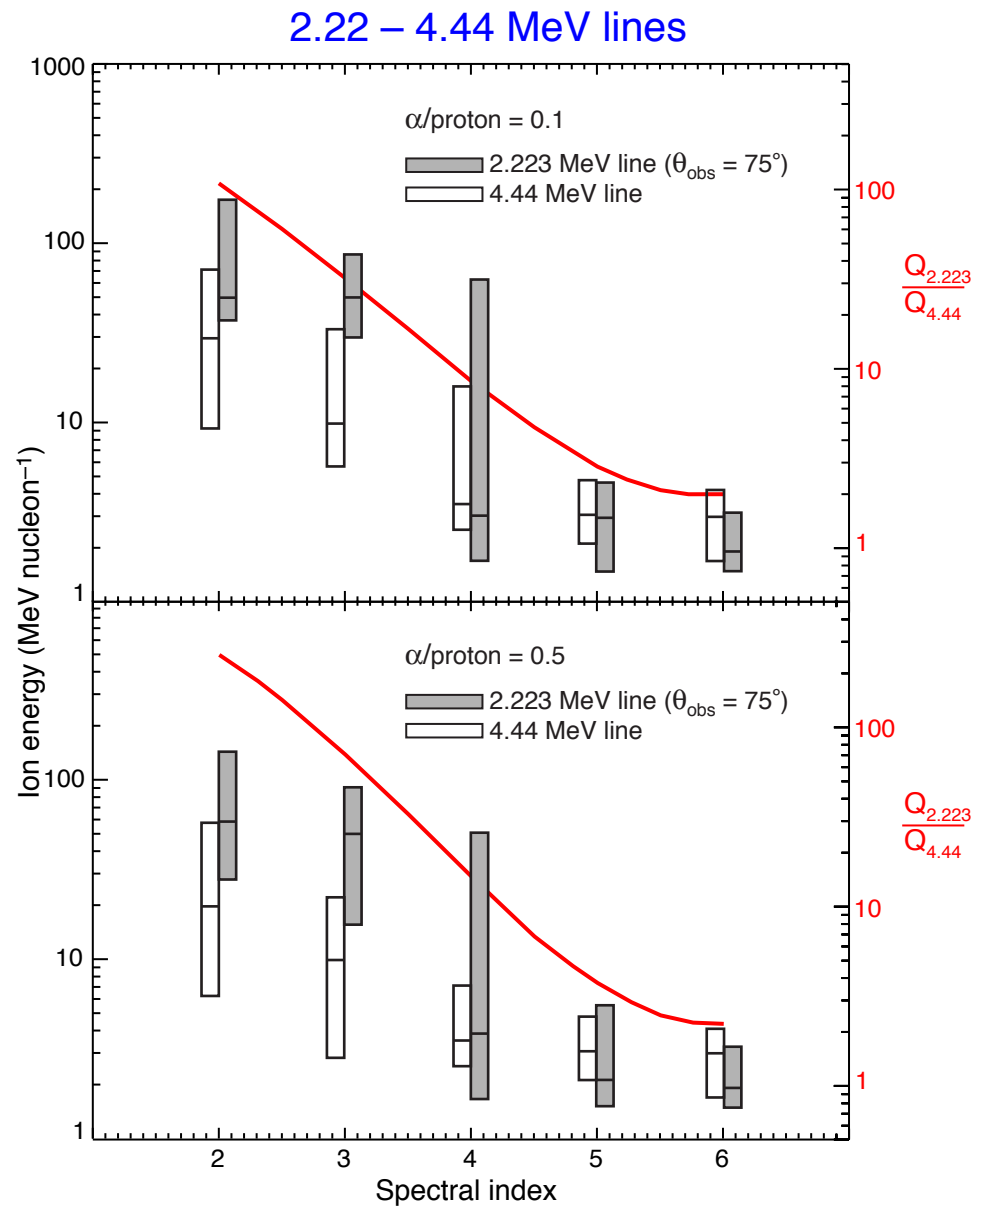 2.22 – 4.44 MeV lines
1000
100
10
1
α/proton = 0.1
2.223 MeV line (θobs = 75°)
4.44 MeV line
100
10
1
Q2.223
Q4.44
Ion energy (MeV nucleon–1)
100
10
1
α/proton = 0.5
2.223 MeV line (θobs = 75°)
4.44 MeV line
100
10
1
Q2.223
Q4.44
2 3 4 5 6
Spectral index